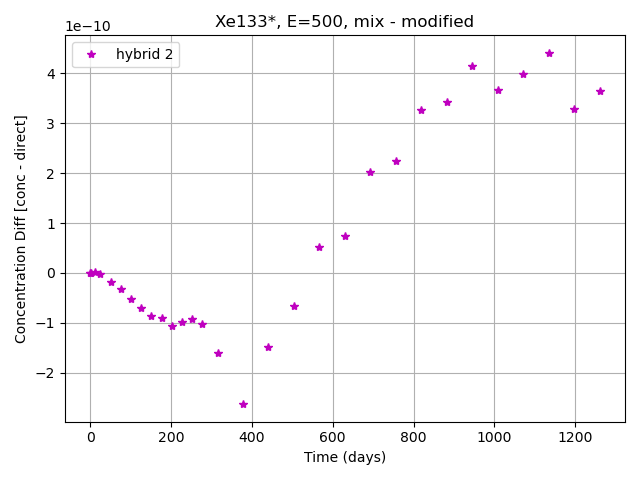 Xe133*, E=500, mix - modified
1e−10
hybrid 2
Concentration Diff [conc - direct]
4
3
2
1
0
−1
−2
0 200 400 600 800 1000 1200
Time (days)